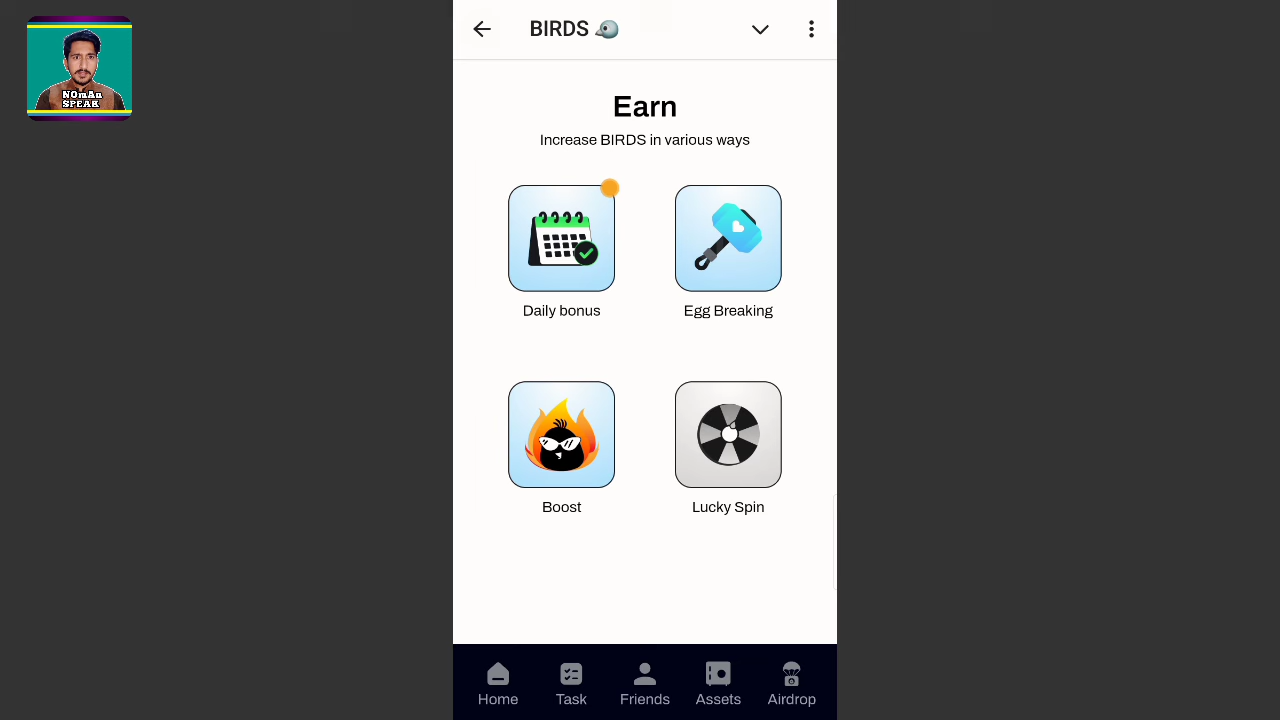 NOmAn
SPEAK
BIRDS
Earn
Increase BIRDS in various ways
Daily bonus
Egg Breaking
Boost
Lucky Spin
Home
Task
Friends
Assets
Airdrop